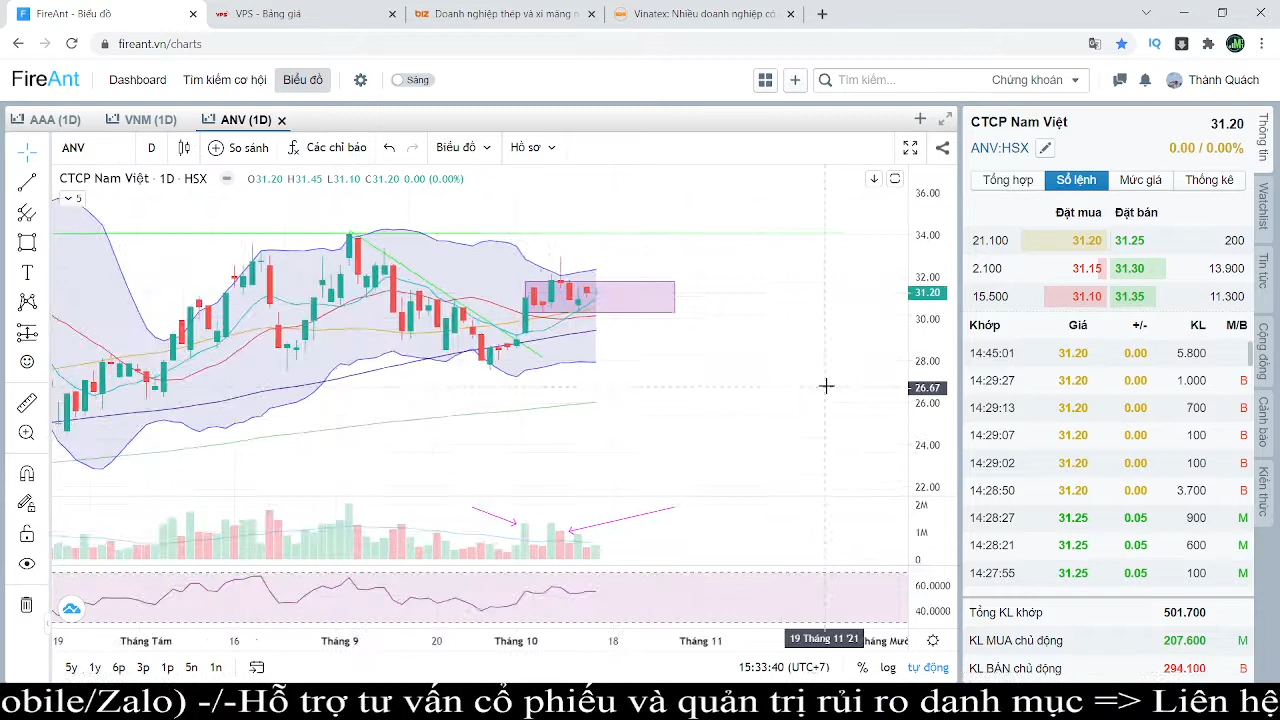 FireAnt - Biểu đồ
VPS - Bảng giá
Doanh nghiệp thép và xi măng n
Vinatex: Nhiều doanh nghiệp có
fireant.vn/charts
FireAnt
Dashboard
Tìm kiếm cơ hội
Biểu đồ
Sáng
Tìm kiếm...
Chứng khoán
Thành Quách
AAA (1D)
VNM (1D)
ANV (1D)
ANV
D
So sánh
Các chỉ báo
Biểu đồ
Hồ sơ
CTCP Nam Việt · 1D · HSX
O31.20 H31.45 L31.10 C31.20 0.00 (0.00%)
5
36.00
34.00
32.00
31.20
30.00
28.00
26.67
26.00
24.00
22.00
2M
1M
0
60.0000
40.0000
19
Tháng Tám
16
Tháng 9
20
Tháng 10
18
Tháng 11
19 Tháng 11 '21
5y 1y 6p 3p 1p 5n 1n
15:33:40 (UTC+7)
% log tự động
CTCP Nam Việt
31.20
ANV:HSX
0.00 / 0.00%
Tổng hợp
Sổ lệnh
Mức giá
Thống kê
Đặt mua Đặt bán
21.100 31.20 31.25 200
2.100 31.15 31.30 13.900
15.500 31.10 31.35 11.300
Khớp Giá +/- KL M/B
14:45:01 31.20 0.00 5.800
14:29:27 31.20 0.00 1.000 B
14:29:13 31.20 0.00 700 B
14:29:07 31.20 0.00 100 B
14:29:02 31.20 0.00 100 B
14:28:50 31.20 0.00 3.700 B
14:28:27 31.25 0.05 900 M
14:28:21 31.25 0.05 600 M
14:27:55 31.25 0.05 100 M
Tổng KL khớp 501.700
KL MUA chủ động 207.600 M
KL BÁN chủ động 294.100 B
Thông tin
Watchlist
Tin tức
Cộng đồng
Cảnh báo
Kiến thức
obile/Zalo) -/-Hỗ trợ tư vấn cổ phiếu và quản trị rủi ro danh mục => Liên hệ